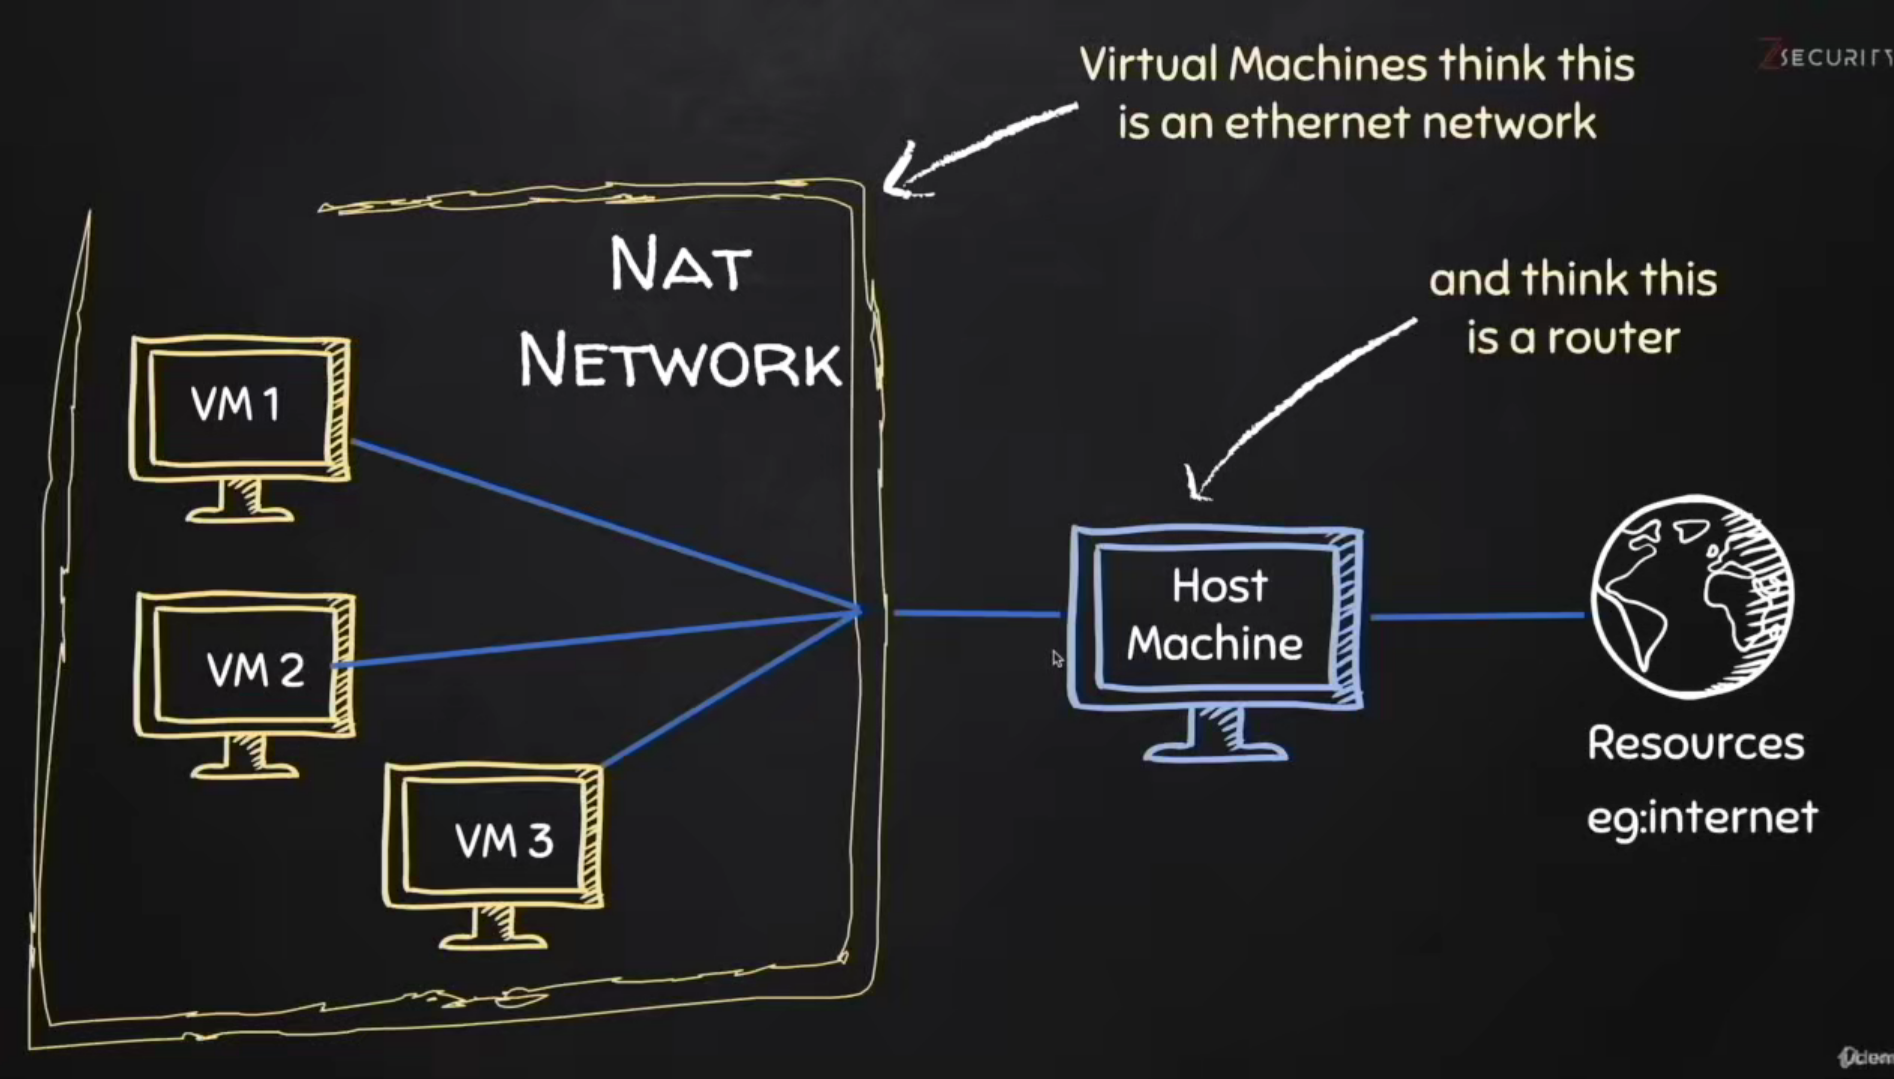 Virtual Machines think this
is an ethernet network
ZSECURITY
NAT
NETWORK
and think this
is a router
VM 1
VM 2
VM 3
Host
Machine
Resources
eg:internet